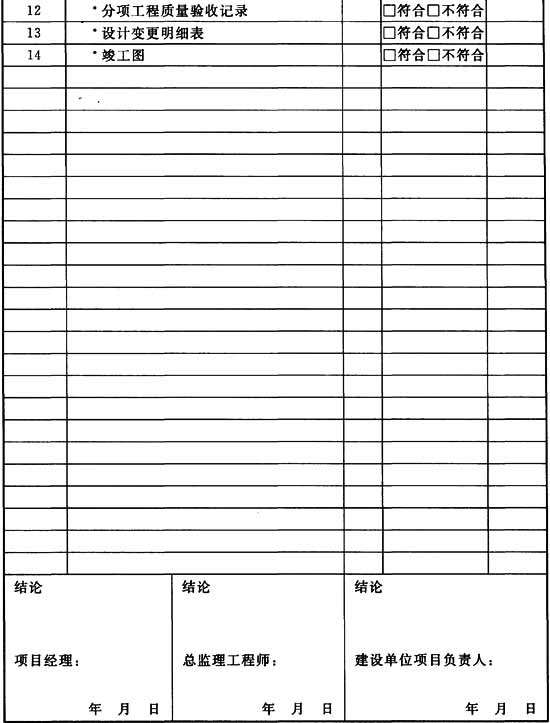 12 *分项工程质量验收记录 □符合□不符合
13 *设计变更明细表 □符合□不符合
14 *竣工图 □符合□不符合
结论 结论 结论
项目经理： 总监理工程师： 建设单位项目负责人：
年 月 日 年 月 日 年 月 日